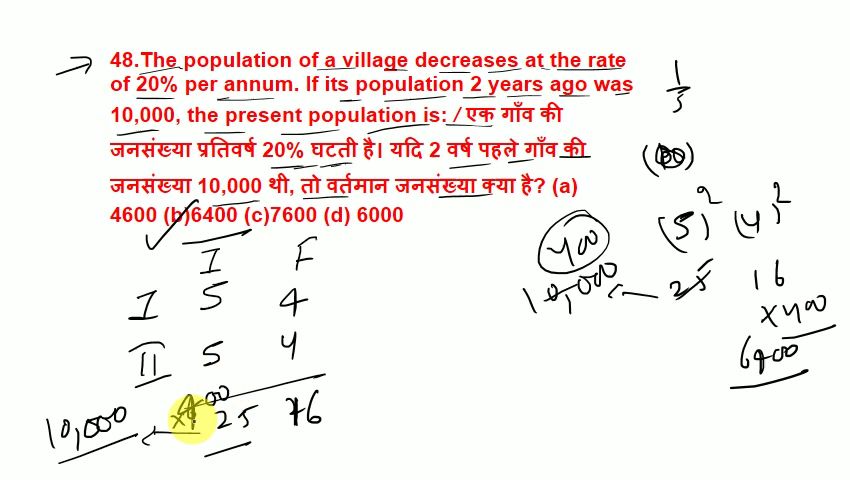 48.The population of a village decreases at the rate
of 20% per annum. If its population 2 years ago was
10,000, the present population is: / एक गाँव की
जनसंख्या प्रतिवर्ष 20% घटती है। यदि 2 वर्ष पहले गाँव की
जनसंख्या 10,000 थी, तो वर्तमान जनसंख्या क्या है? (a)
4600 (b)6400 (c)7600 (d) 6000
1/5
(5)² (4)²
400
10,000 ← 25 16
×400
6400
I F
I 5 4
II 5 4
10,000 ← 25 16